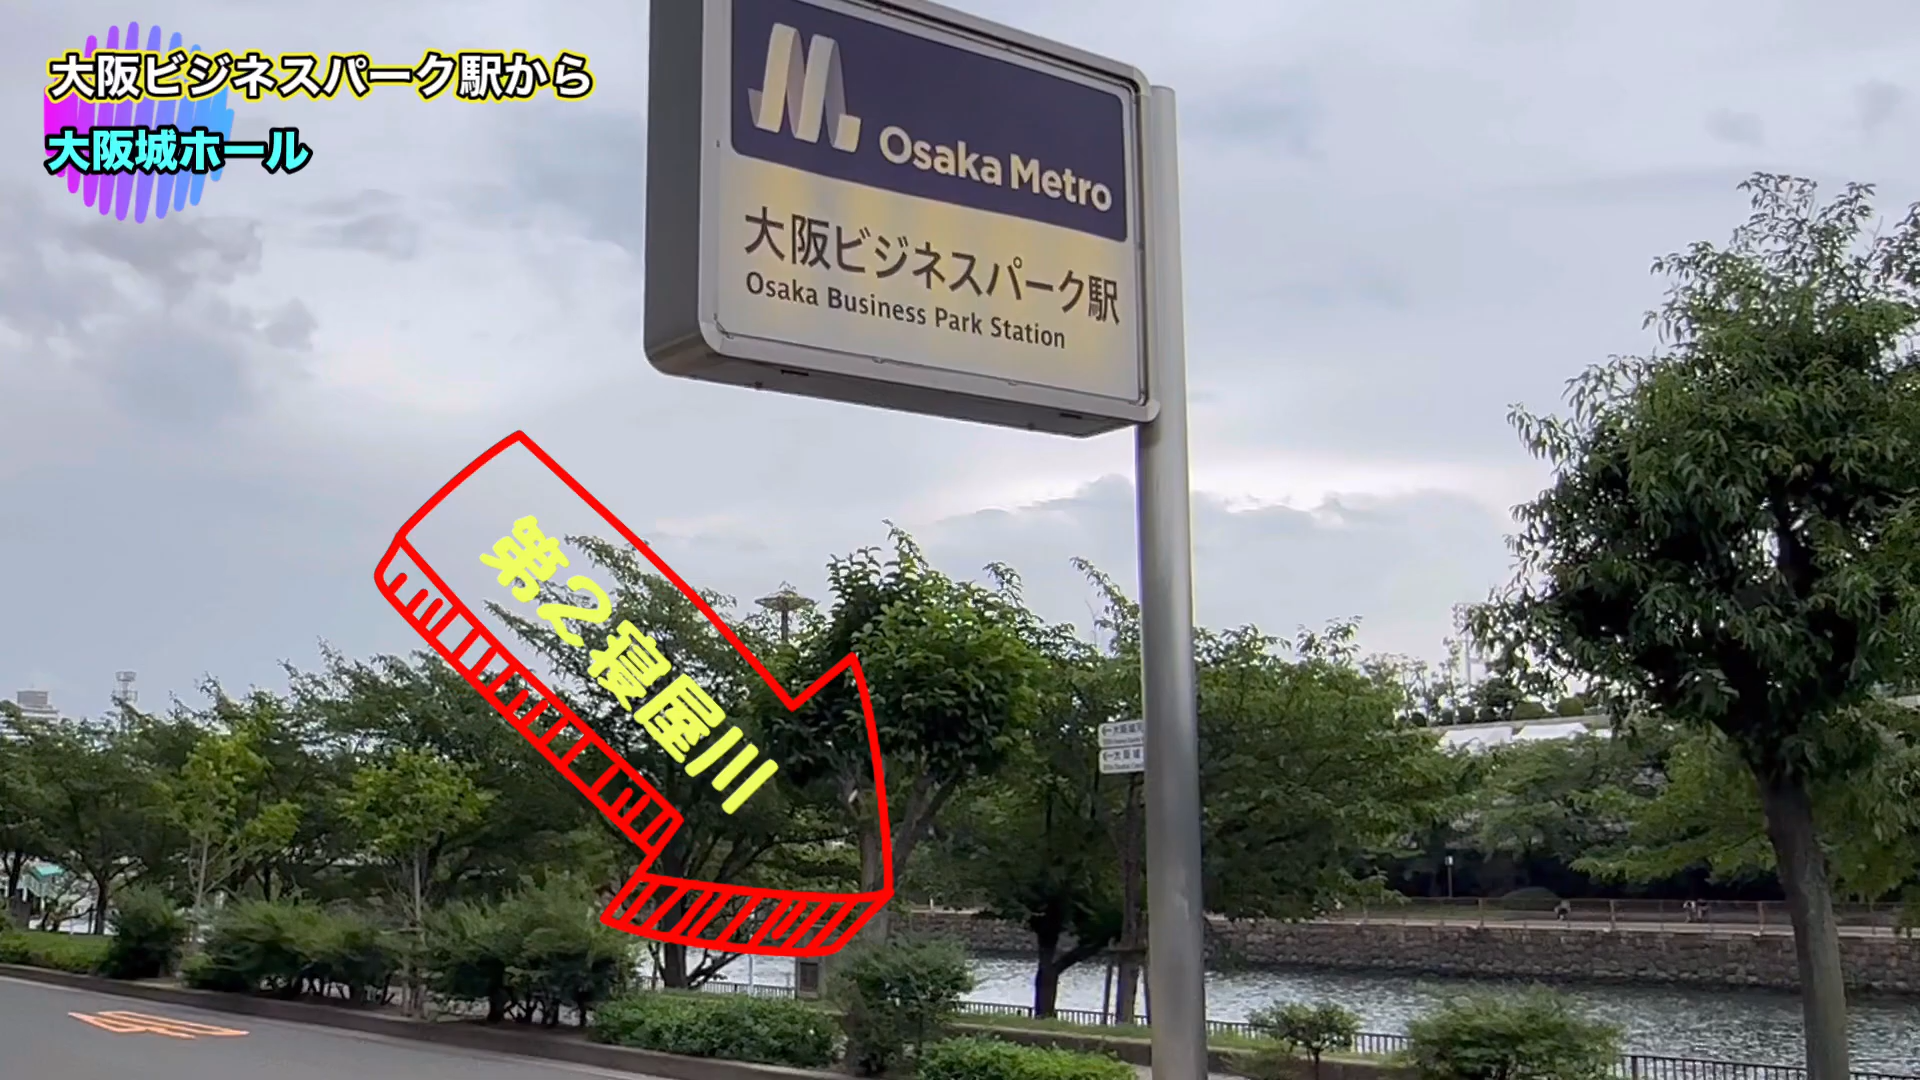 大阪ビジネスパーク駅から
大阪城ホール
Osaka Metro
大阪ビジネスパーク駅
Osaka Business Park Station
第2寝屋川